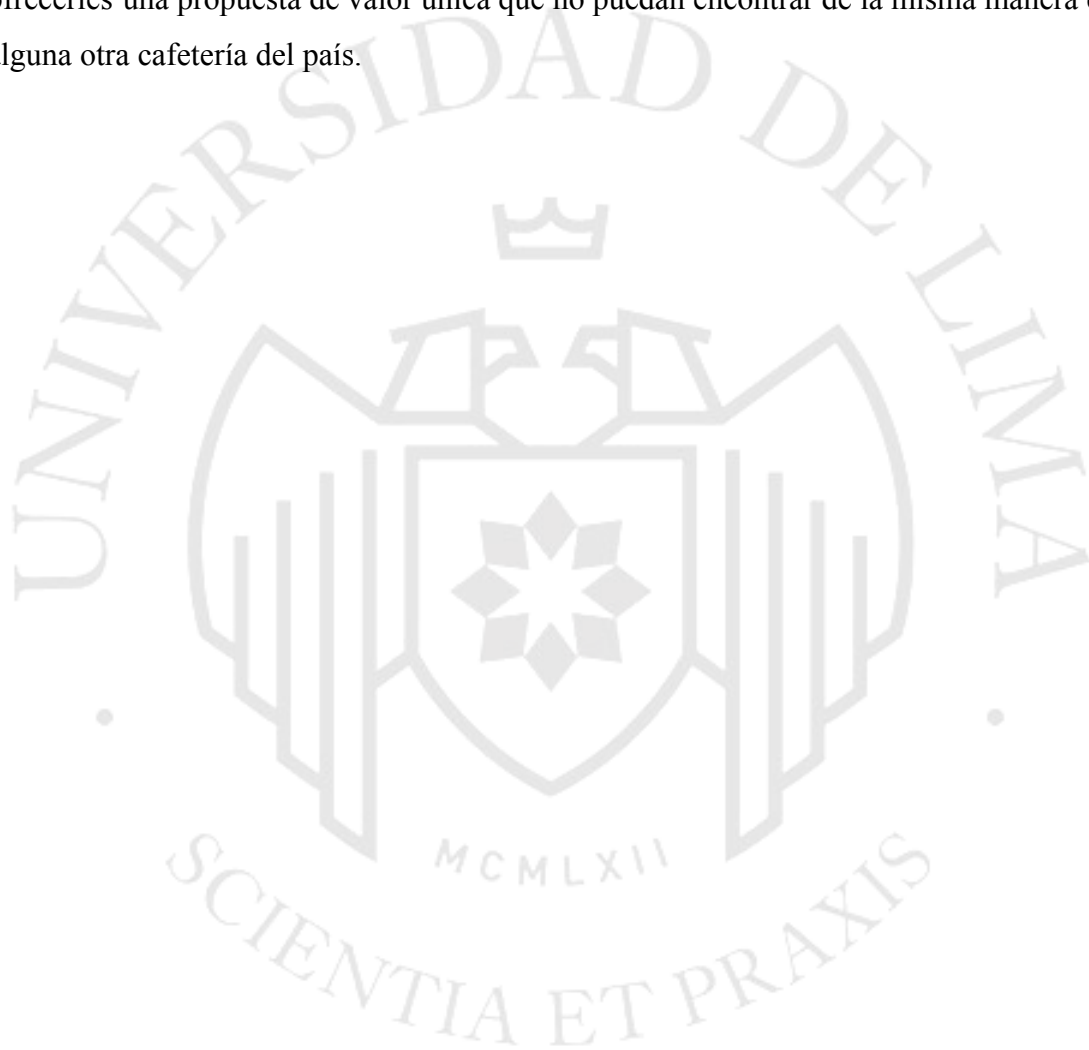 ofrecerles una propuesta de valor única que no puedan encontrar de la misma manera
alguna otra cafetería del país.
UNIVERSIDAD DE LIMA
MCMLXII
SCIENTIA ET PRAXIS